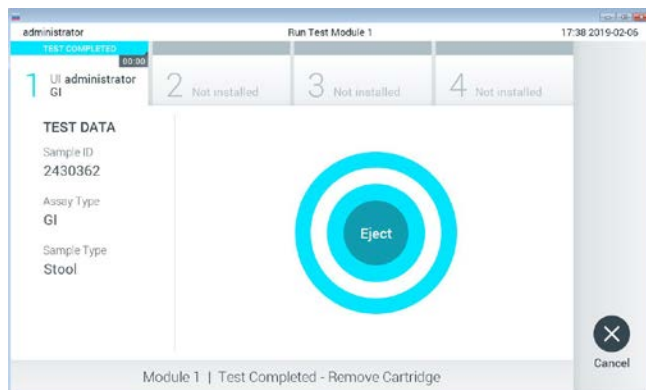 administrator Run Test Module 1 17:38 2019-02-05
TEST COMPLETED
00:00
1 UI administrator
GI
2 Not installed
3 Not installed
4 Not installed
TEST DATA
Sample ID
2430362
Assay Type
GI
Sample Type
Stool
Eject
Cancel
Module 1 | Test Completed - Remove Cartridge